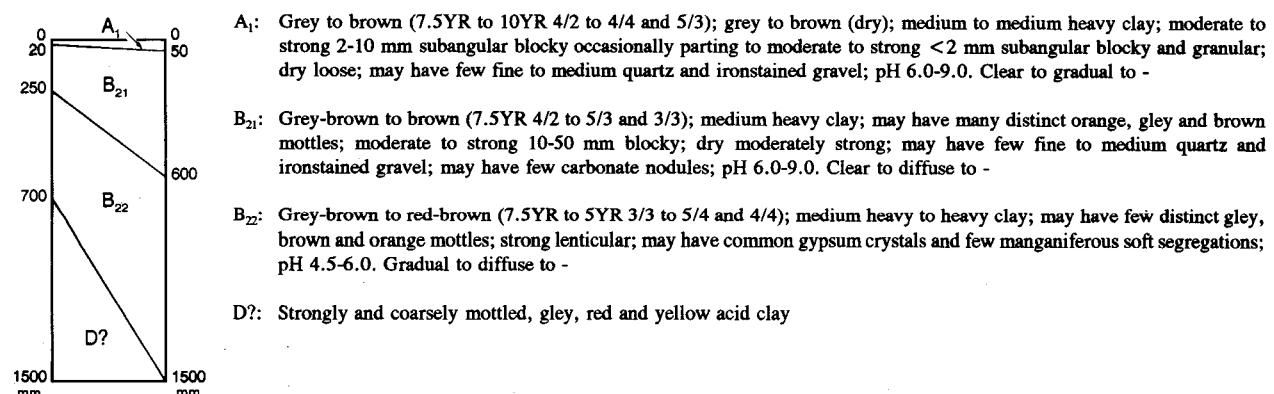 A₁: Grey to brown (7.5YR to 10YR 4/2 to 4/4 and 5/3); grey to brown (dry); medium to medium heavy clay; moderate to
strong 2-10 mm subangular blocky occasionally parting to moderate to strong <2 mm subangular blocky and granular;
dry loose; may have few fine to medium quartz and ironstained gravel; pH 6.0-9.0. Clear to gradual to -
B₂₁: Grey-brown to brown (7.5YR 4/2 to 5/3 and 3/3); medium heavy clay; may have many distinct orange, gley and brown
mottles; moderate to strong 10-50 mm blocky; dry moderately strong; may have few fine to medium quartz and
ironstained gravel; may have few carbonate nodules; pH 6.0-9.0. Clear to diffuse to -
B₂₂: Grey-brown to red-brown (7.5YR to 5YR 3/3 to 5/4 and 4/4); medium heavy to heavy clay; may have few distinct gley,
brown and orange mottles; strong lenticular; may have common gypsum crystals and few manganiferous soft segregations;
pH 4.5-6.0. Gradual to diffuse to -
D?: Strongly and coarsely mottled, gley, red and yellow acid clay
0 A₁ 0
20 50
250 B₂₁
600
700 B₂₂
D?
1500 1500
mm mm